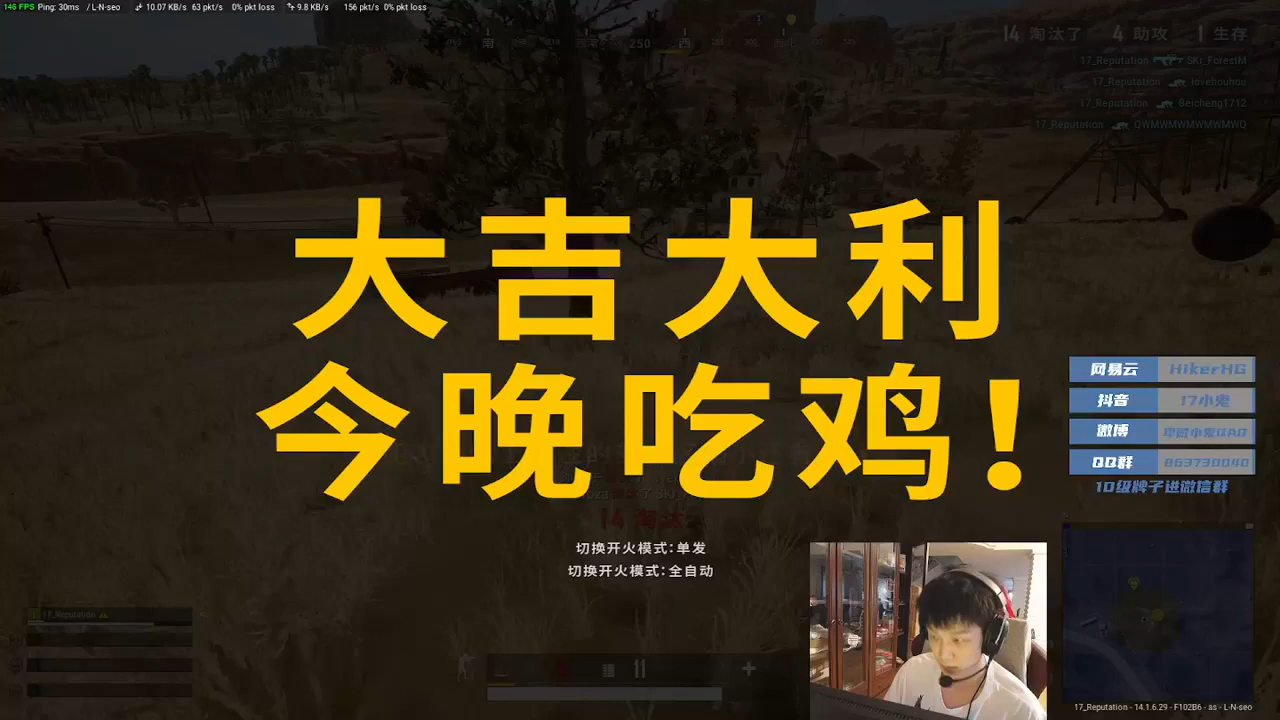 146 FPS Ping: 30ms / L-N-seo 10.07 KB/s 63 pkt/s 0% pkt loss 9.8 KB/s 156 pkt/s 0% pkt loss
250 西
14 淘汰了 4 助攻 1 生存
17_Reputation SKr_ForestM
17_Reputation lovehouhou
17_Reputation Beicheng1712
17_Reputation QWMWMWMWMWMWQ
大吉大利
今晚吃鸡!
网易云 HikerHG
抖音 17小鬼
微博
QQ群 863730040
10级牌子进微信群
14 淘汰
切换开火模式:单发
切换开火模式:全自动
17_Reputation
11
17_Reputation - 14.1.6.29 - F102B6 - as - L-N-seo